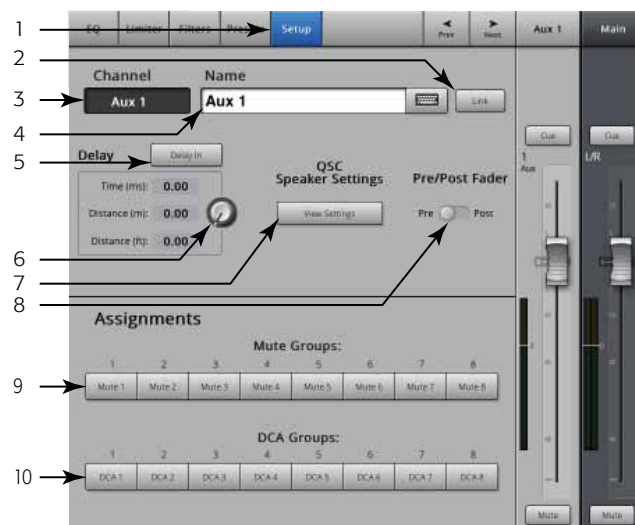 1
EQ Limiter Filters Presets Setup Prev Next Aux 1 Main
2
Channel Name
3 Aux 1 Aux 1 Link
4
Cue Cue
5 Delay Delay In
1 L/R
Aux
QSC
Speaker Settings Pre/Post Fader
Time (ms): 0.00
Distance (m): 0.00 View Settings Pre Post
Distance (ft): 0.00
6
7
8
Assignments
Mute Groups:
1 2 3 4 5 6 7 8
9 Mute 1 Mute 2 Mute 3 Mute 4 Mute 5 Mute 6 Mute 7 Mute 8
DCA Groups:
1 2 3 4 5 6 7 8
10 DCA 1 DCA 2 DCA 3 DCA 4 DCA 5 DCA 6 DCA 7 DCA 8
Mute Mute